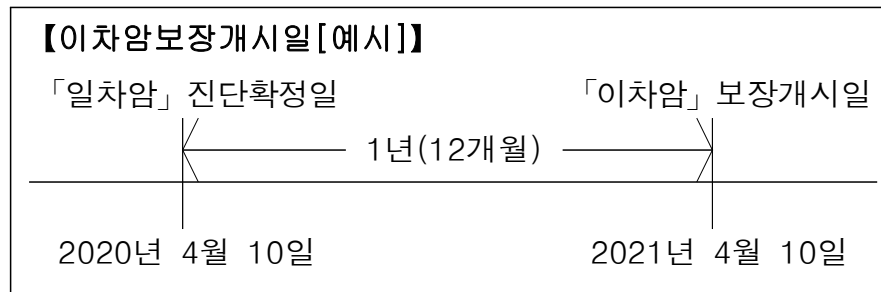 【이차암보장개시일[예시]】
「일차암」진단확정일 「이차암」보장개시일
1년(12개월)
2020년 4월 10일 2021년 4월 10일